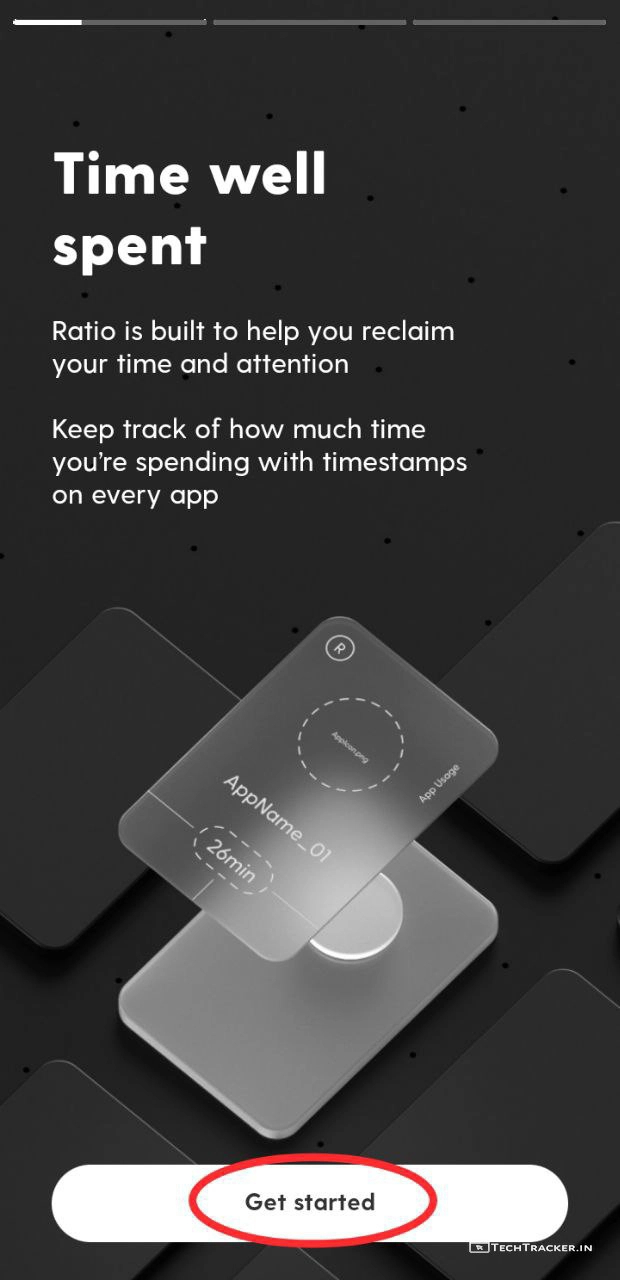 Time well
spent
Ratio is built to help you reclaim
your time and attention
Keep track of how much time
you’re spending with timestamps
on every app
R
AppIcon.png
App Usage
AppName_01
26min
Get started
TechTracker.in